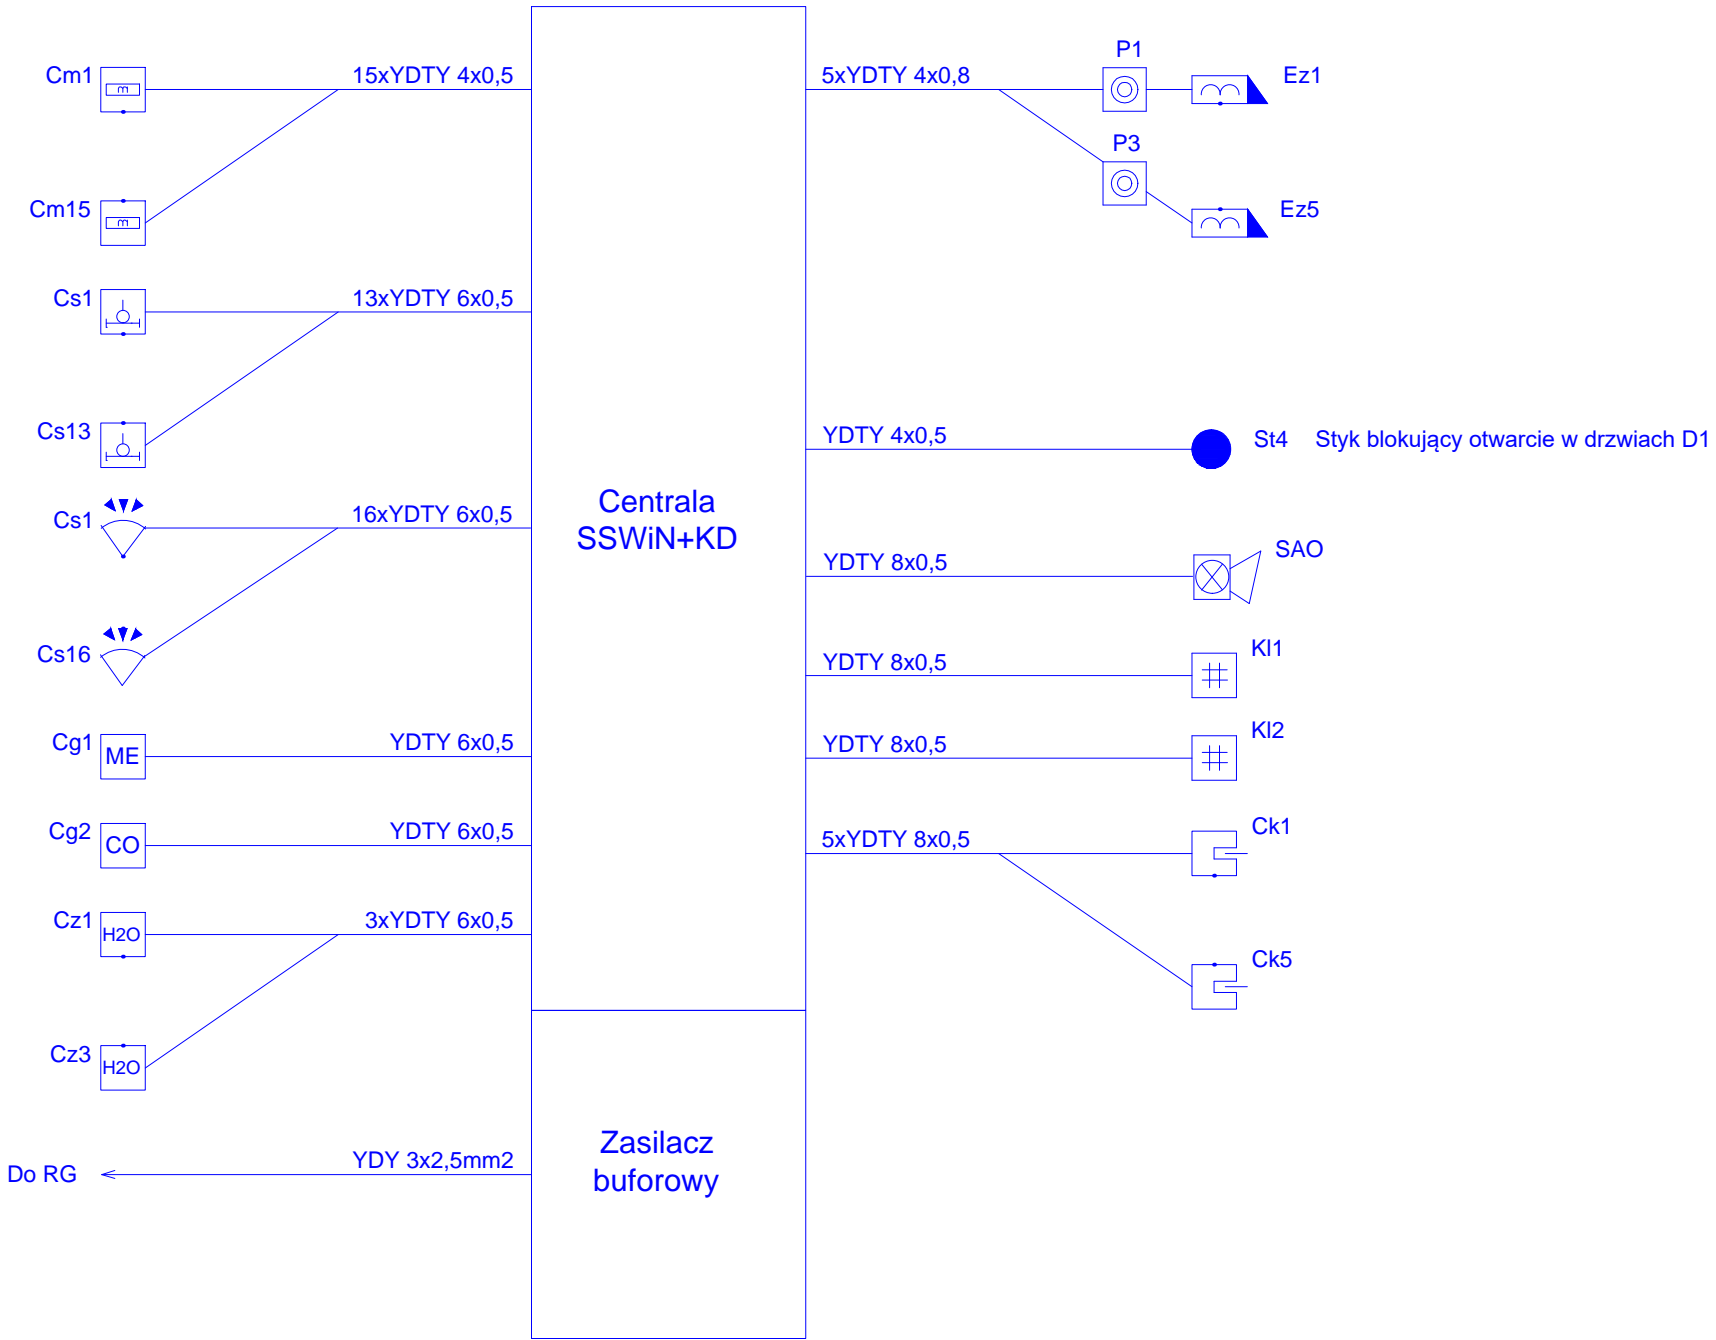 Cm1
15xYDTY 4x0,5
m
Cm15
m
Cs1
13xYDTY 6x0,5
Cs13
Cs1
16xYDTY 6x0,5
Cs16
Cg1
ME
YDTY 6x0,5
Cg2
CO
YDTY 6x0,5
Cz1
H2O
3xYDTY 6x0,5
Cz3
H2O
Do RG
YDY 3x2,5mm2
Centrala
SSWiN+KD
Zasilacz
buforowy
5xYDTY 4x0,8
P1
Ez1
P3
Ez5
YDTY 4x0,5
St4 Styk blokujący otwarcie w drzwiach D1
YDTY 8x0,5
SAO
YDTY 8x0,5
Kl1
YDTY 8x0,5
Kl2
5xYDTY 8x0,5
Ck1
Ck5